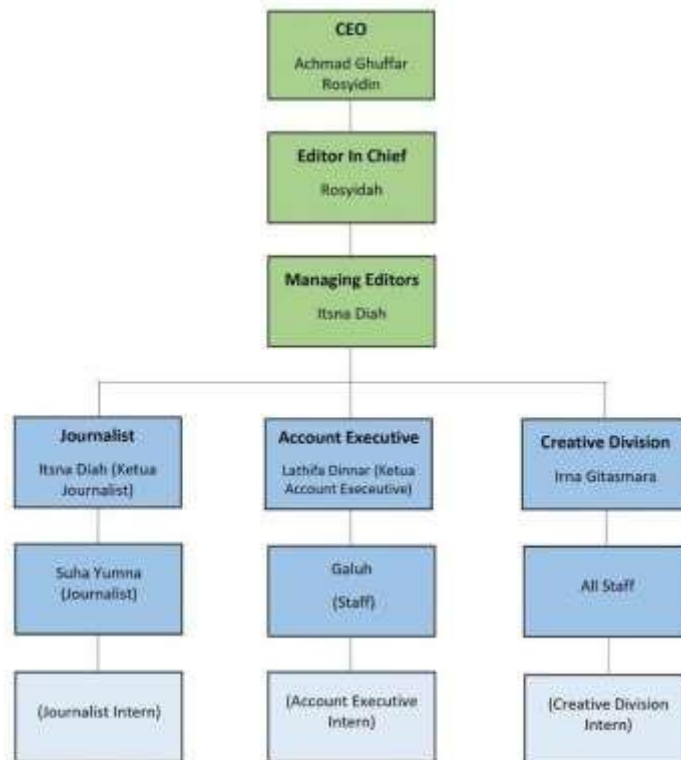 CEO
Achmad Ghuffar
Rosyidin
Editor In Chief
Rosyidah
Managing Editors
Itsna Diah
Journalist
Itsna Diah (Ketua
Journalist)
Account Executive
Lathifa Dinnar (Ketua
Account Execeutive)
Creative Division
Irna Gitasmara
Suha Yumna
(Journalist)
Galuh
(Staff)
All Staff
(Journalist Intern)
(Account Executive
Intern)
(Creative Division
Intern)